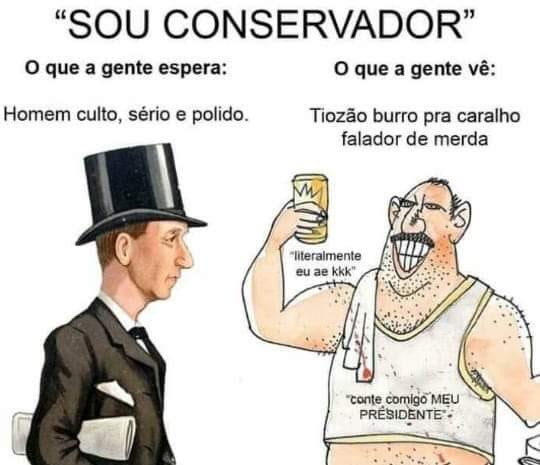 “SOU CONSERVADOR”
O que a gente espera:
Homem culto, sério e polido.
O que a gente vê:
Tiozão burro pra caralho
falador de merda
"literalmente
eu ae kkk"
"conte comigo MEU
PRESIDENTE"